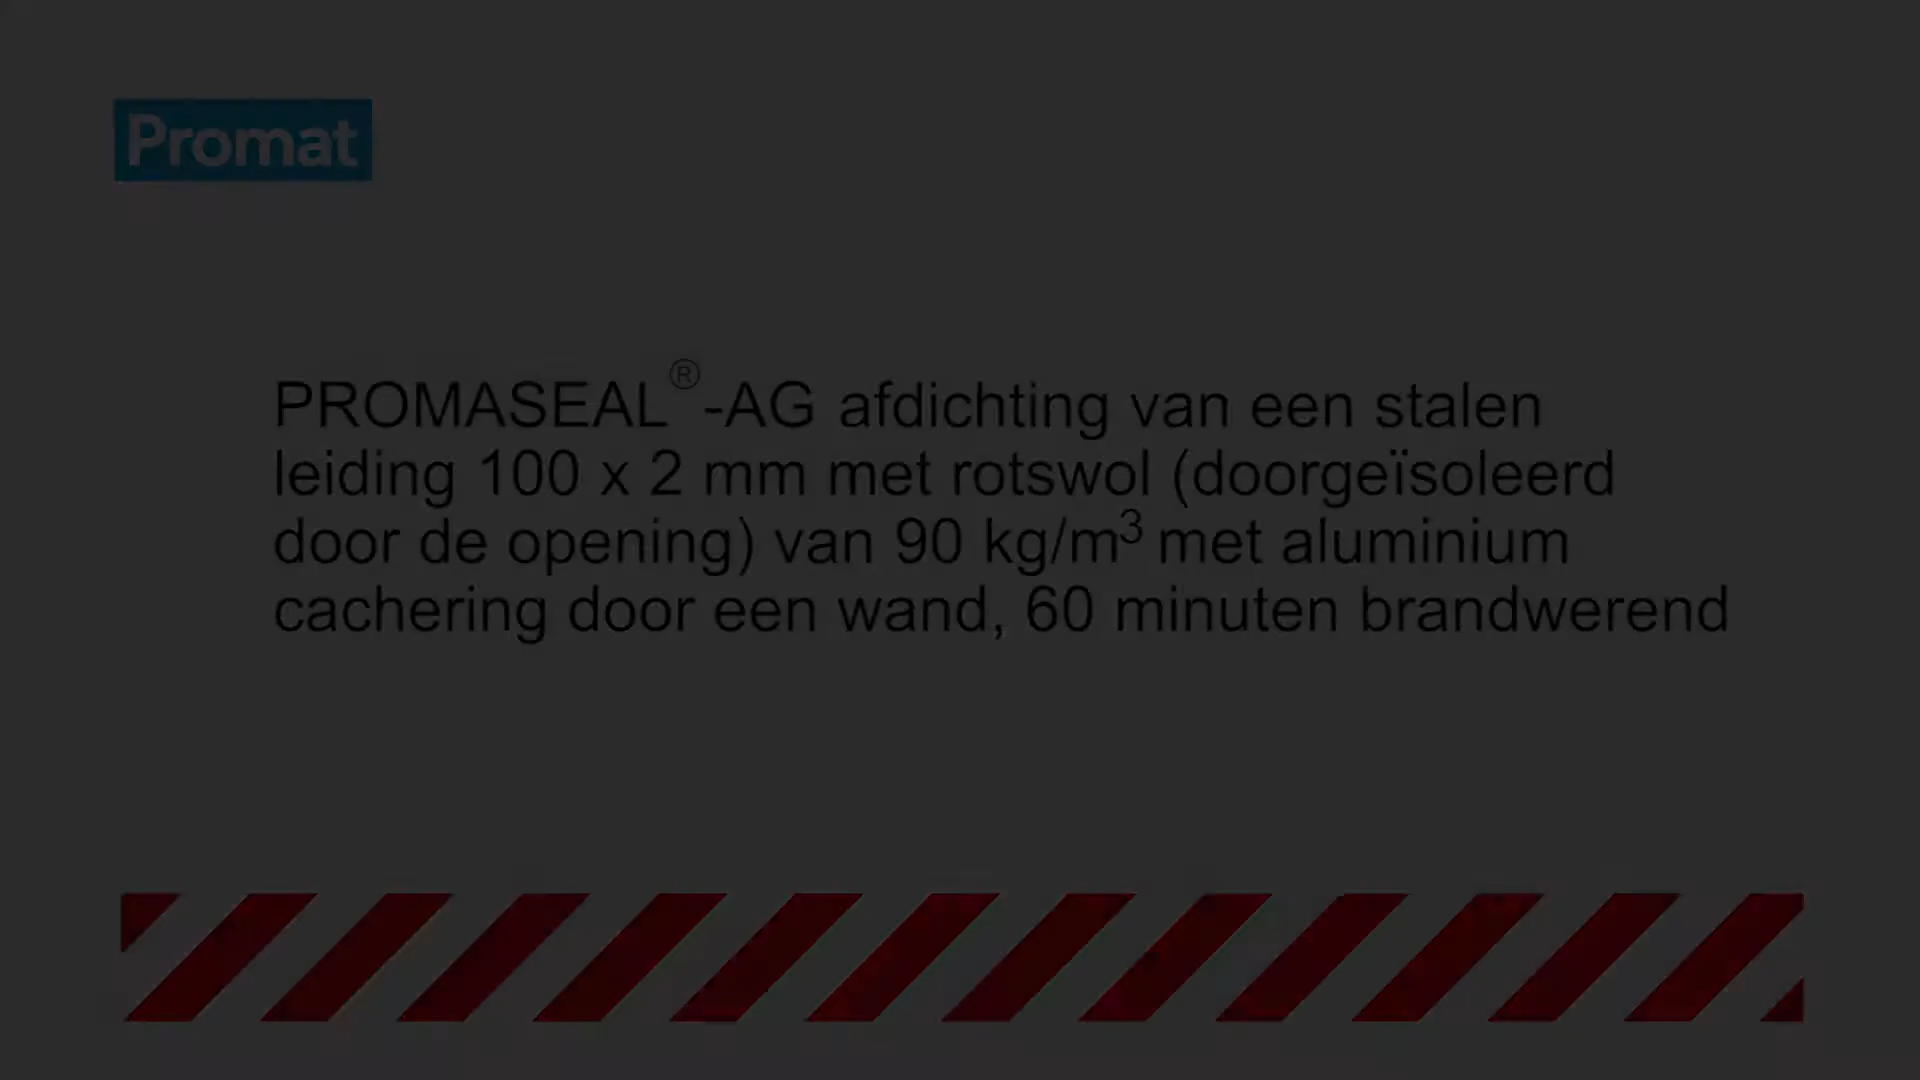 Promat
PROMASEAL®-AG afdichting van een stalen
leiding 100 x 2 mm met rotswol (doorgeïsoleerd
door de opening) van 90 kg/m³ met aluminium
cachering door een wand, 60 minuten brandwerend